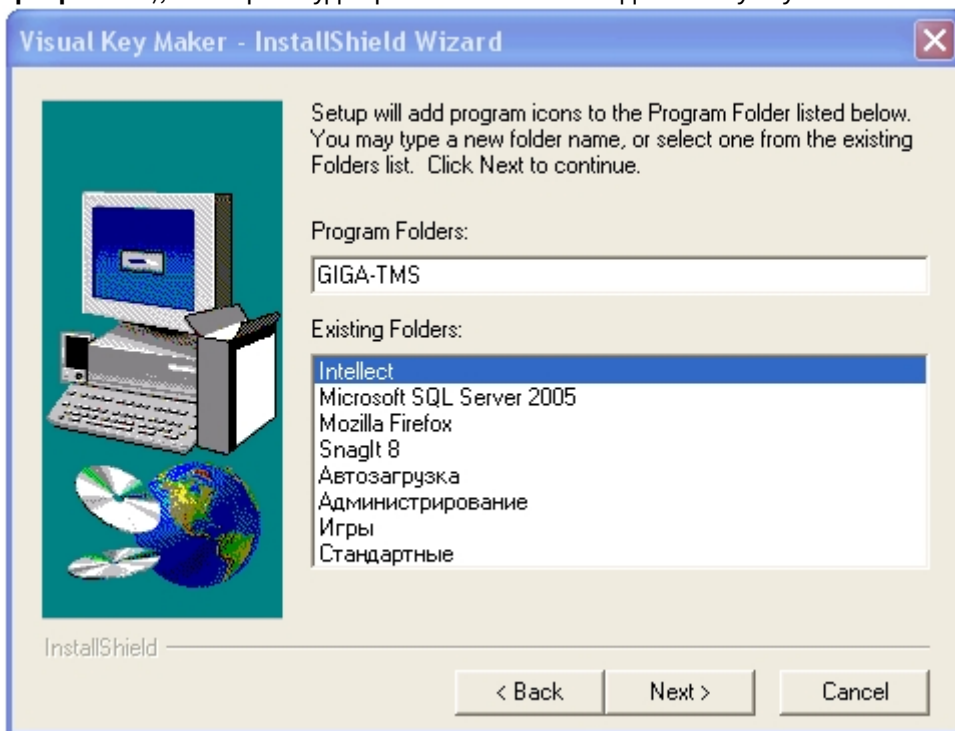 Visual Key Maker - InstallShield Wizard
Setup will add program icons to the Program Folder listed below.
You may type a new folder name, or select one from the existing
Folders list. Click Next to continue.
Program Folders:
GIGA-TMS
Existing Folders:
Intellect
Microsoft SQL Server 2005
Mozilla Firefox
SnagIt 8
Автозагрузка
Администрирование
Игры
Стандартные
InstallShield
< Back
Next >
Cancel